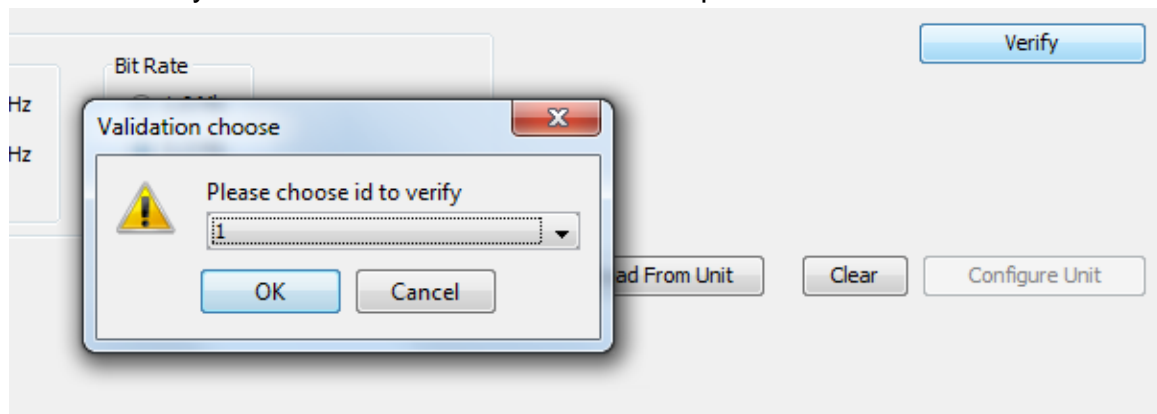 Verify
Bit Rate
Hz
Validation choose
Hz
Please choose id to verify
1
OK
Cancel
ad From Unit
Clear
Configure Unit